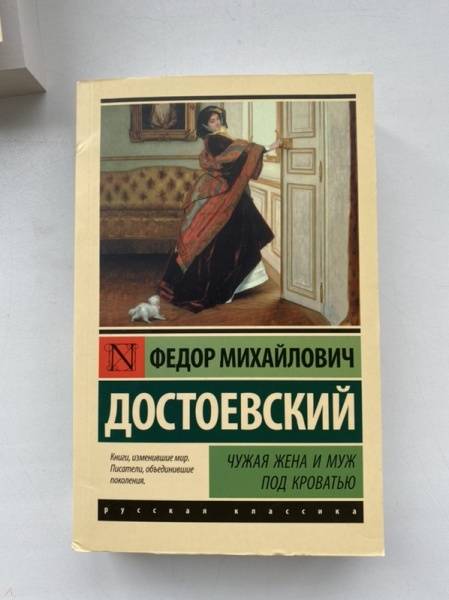 N
ФЕДОР МИХАЙЛОВИЧ
ДОСТОЕВСКИЙ
Книги, изменившие мир.
Писатели, объединившие
поколения.
ЧУЖАЯ ЖЕНА И МУЖ
ПОД КРОВАТЬЮ
русская классика